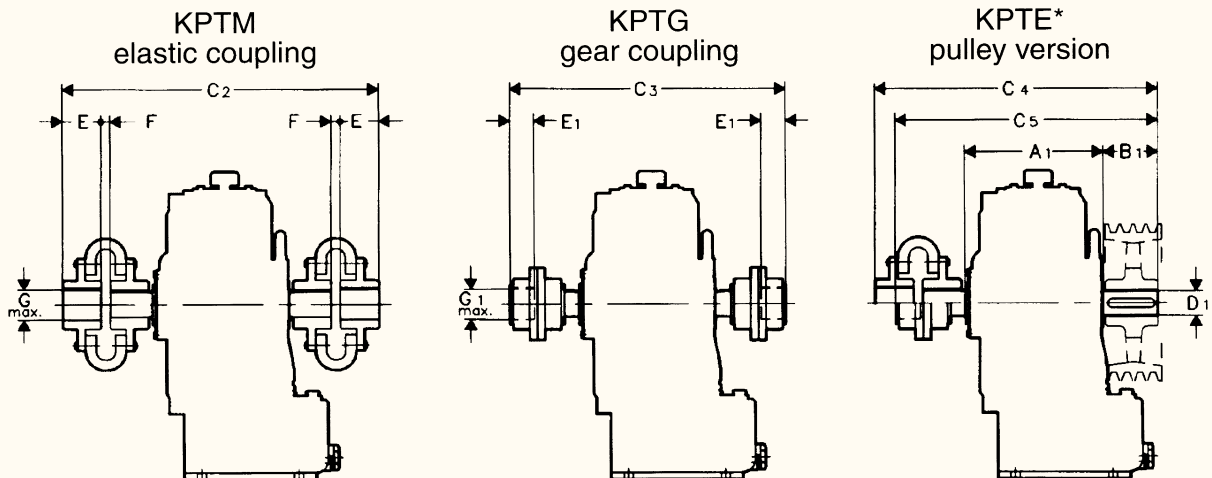 KPTM
elastic coupling
KPTG
gear coupling
KPTE*
pulley version
C2
E F F E
G
max.
C3
E1 E1
G1
max.
C4
C5
A1 B1
D1